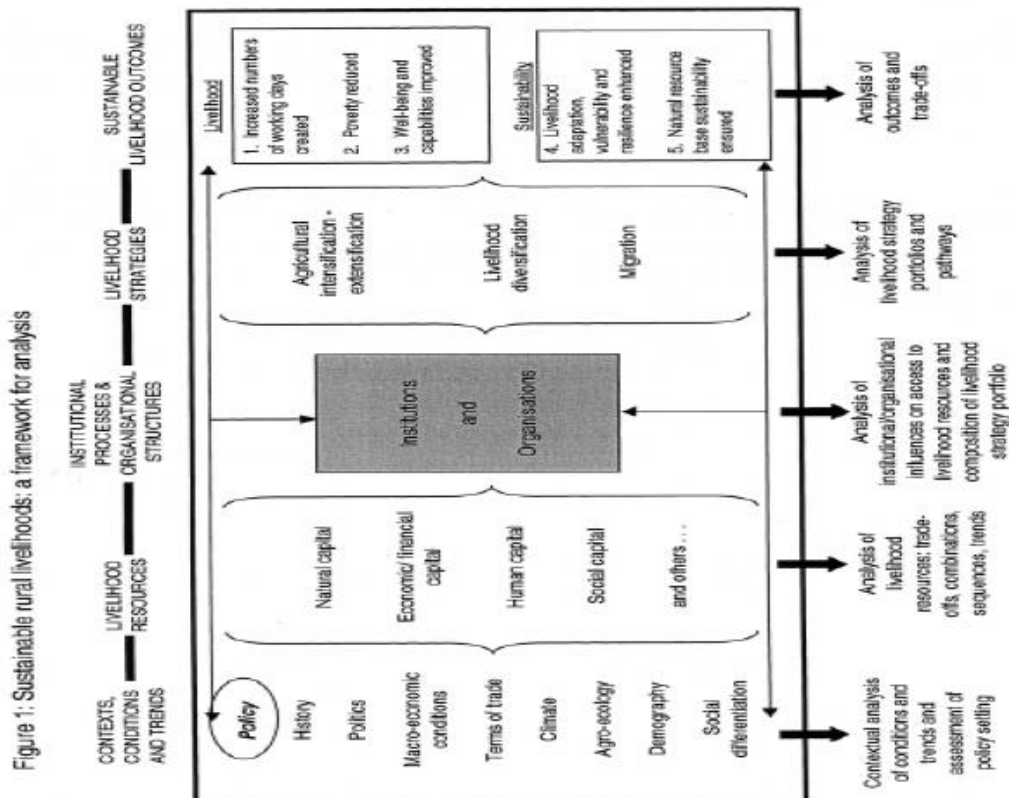 Figure 1: Sustainable rural livelihoods: a framework for analysis
CONTEXTS,
CONDITIONS
AND TRENDS
LIVELIHOOD
RESOURCES
INSTITUTIONAL
PROCESSES &
ORGANISATIONAL
STRUCTURES
LIVELIHOOD
STRATEGIES
SUSTAINABLE
LIVELIHOOD OUTCOMES
Policy
History
Politics
Macro-economic
conditions
Terms of trade
Climate
Agro-ecology
Demography
Social
differentiation
Natural capital
Economic/ financial
capital
Human capital
Social capital
and others . . .
Institutions
and
Organisations
Agricultural
intensification -
extensification
Livelihood
diversification
Migration
Livelihood
1. Increased numbers
of working days
created
2. Poverty reduced
3. Well-being and
capabilities improved
Sustainability
4. Livelihood
adaptation,
vulnerability and
resilience enhanced
5. Natural resource
base sustainability
ensured
Contextual analysis
of conditions and
trends and
assessment of
policy setting
Analysis of
livelihood
resources: trade-
offs, combinations,
sequences, trends
Analysis of
institutional/organisational
influences on access to
livelihood resources and
composition of livelihood
strategy portfolio
Analysis of
livelihood strategy
portfolios and
pathways
Analysis of
outcomes and
trade-offs